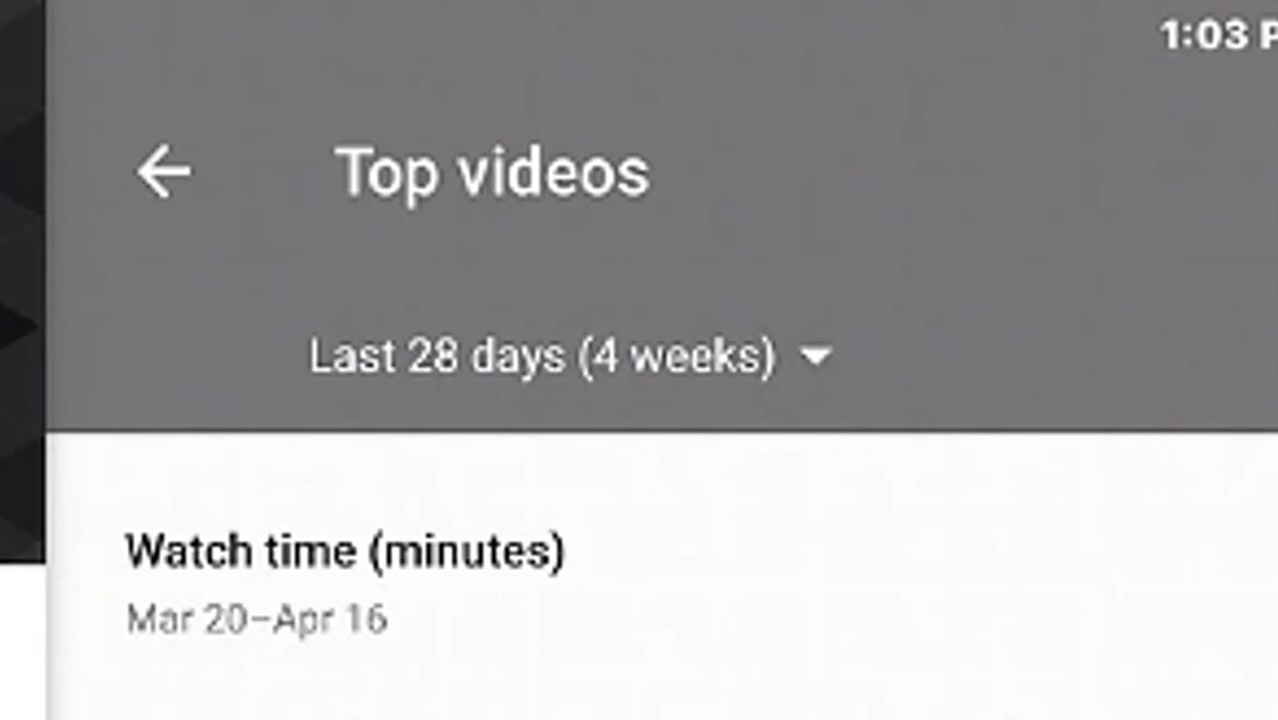 1:03
Top videos
Last 28 days (4 weeks)
Watch time (minutes)
Mar 20–Apr 16